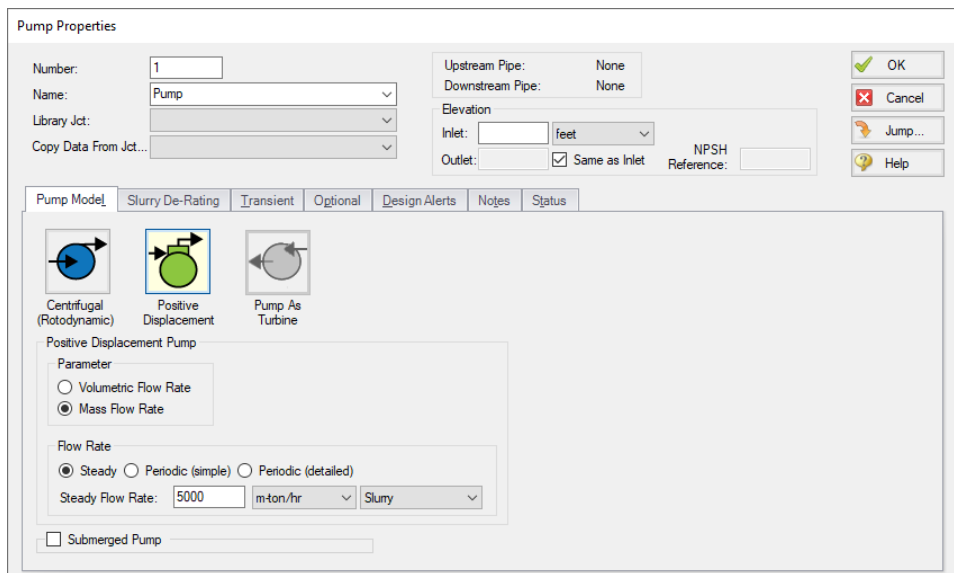 Pump Properties
Number: 1
Name: Pump
Library Jct:
Copy Data From Jct...
Upstream Pipe: None
Downstream Pipe: None
Elevation
Inlet: feet
Outlet: Same as Inlet
NPSH
Reference:
OK
Cancel
Jump...
Help
Pump Model
Slurry De-Rating
Transient
Optional
Design Alerts
Notes
Status
Centrifugal
(Rotodynamic)
Positive
Displacement
Pump As
Turbine
Positive Displacement Pump
Parameter
Volumetric Flow Rate
Mass Flow Rate
Flow Rate
Steady Periodic (simple) Periodic (detailed)
Steady Flow Rate: 5000 m-ton/hr Slurry
Submerged Pump